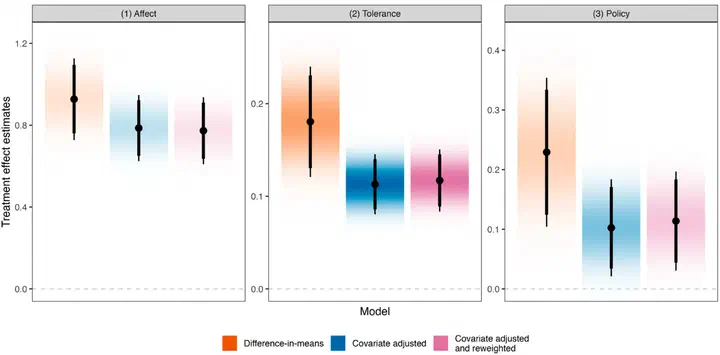 (1) Affect
(2) Tolerance
(3) Policy
Treatment effect estimates
1.2
0.8
0.4
0.0
0.2
0.1
0.0
0.4
0.3
0.2
0.1
0.0
Model
Difference-in-means
Covariate adjusted
Covariate adjusted
and reweighted